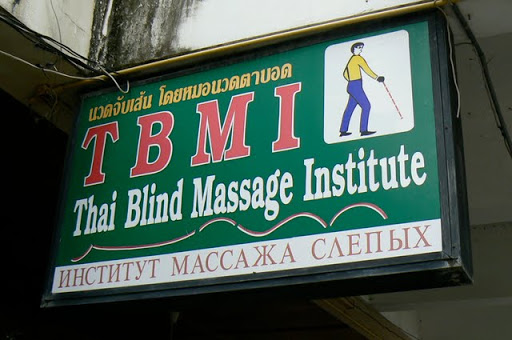 นวดจับเส้น โดยหมอนวดตาบอด
TBMI
Thai Blind Massage Institute
ИНСТИТУТ МАССАЖА СЛЕПЫХ